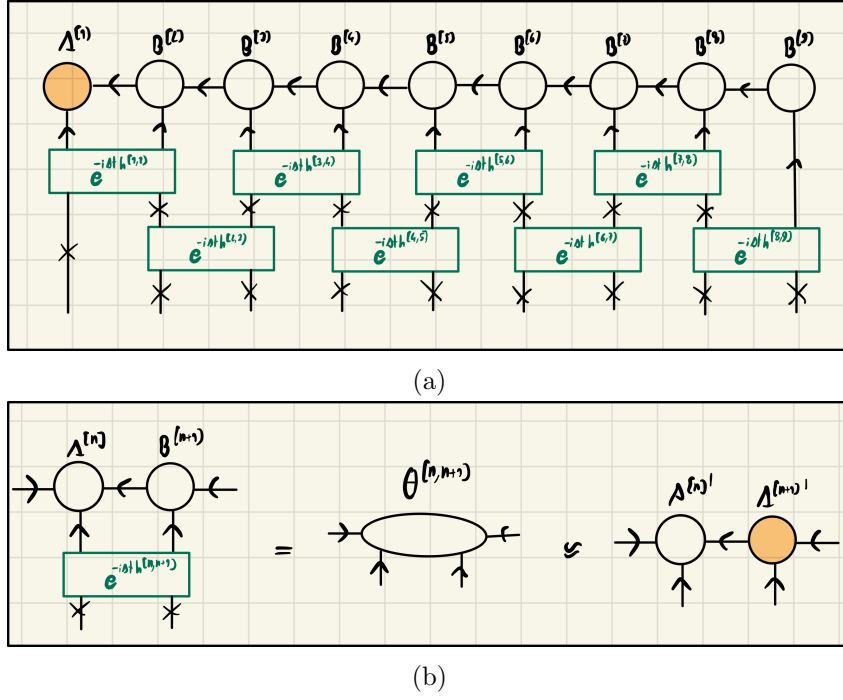 Λ^[1] B^[2] B^[3] B^[4] B^[5] B^[6] B^[7] B^[8] B^[9]
e^-iδt h^[1,2] e^-iδt h^[3,4] e^-iδt h^[5,6] e^-iδt h^[7,8]
e^-iδt h^[2,3] e^-iδt h^[4,5] e^-iδt h^[6,7] e^-iδt h^[8,9]
(a)
Λ^[n] B^[n+1] θ^[n,n+1] A^[n]' Λ^[n+1]'
= ≈
e^-iδt h^[n,n+1]
(b)